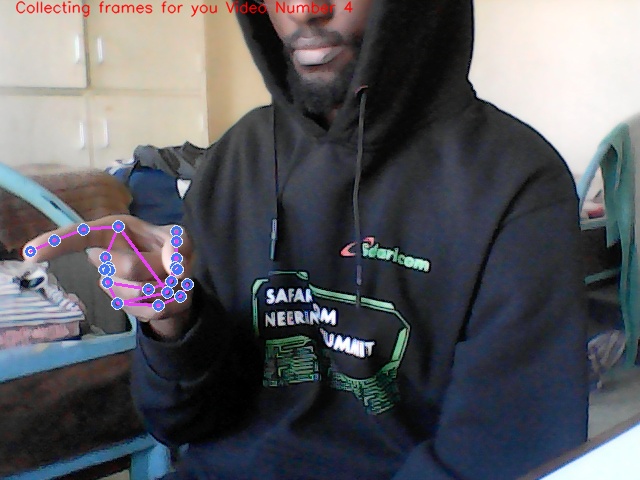 Collecting frames for you Video Number 4
Safaricom
SAFAR
NEERIN
UMMIT